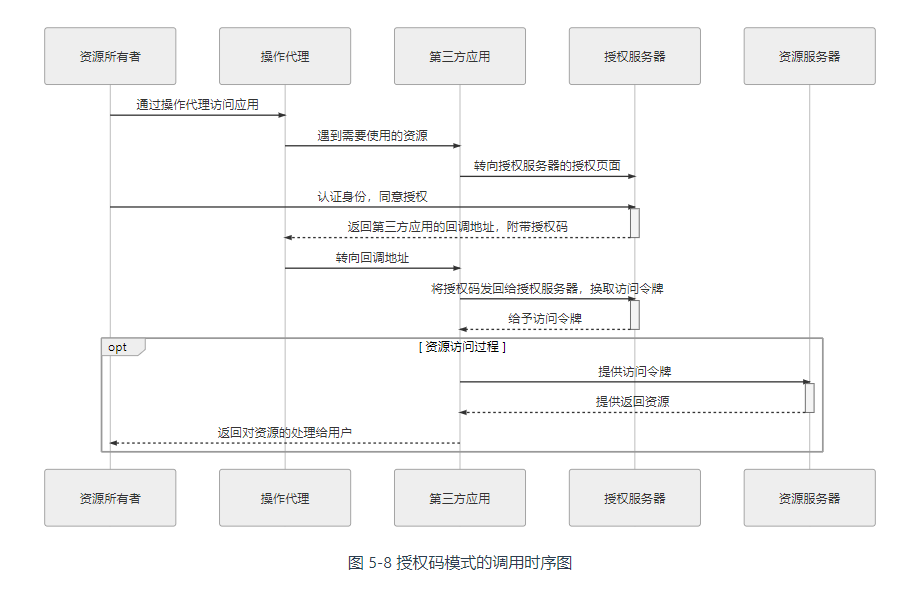 资源所有者 操作代理 第三方应用 授权服务器 资源服务器
通过操作代理访问应用
遇到需要使用的资源
转向授权服务器的授权页面
认证身份，同意授权
返回第三方应用的回调地址，附带授权码
转向回调地址
将授权码发回给授权服务器，换取访问令牌
给予访问令牌
opt [ 资源访问过程 ]
提供访问令牌
提供返回资源
返回对资源的处理给用户
资源所有者 操作代理 第三方应用 授权服务器 资源服务器
图 5-8 授权码模式的调用时序图